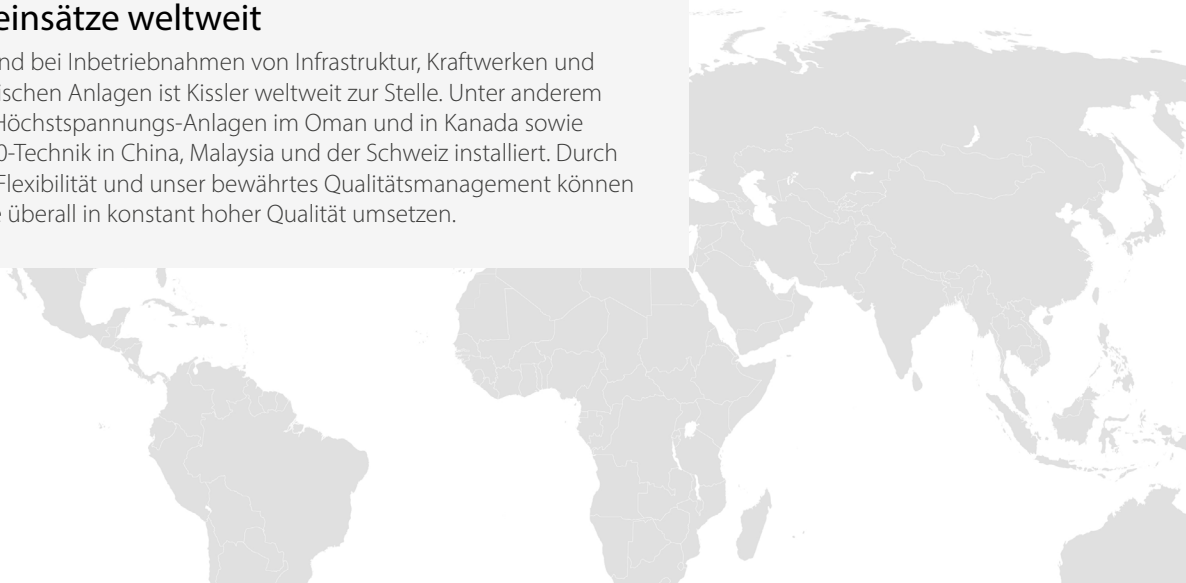 einsätze weltweit
nd bei Inbetriebnahmen von Infrastruktur, Kraftwerken und
ischen Anlagen ist Kissler weltweit zur Stelle. Unter anderem
Höchstspannungs-Anlagen im Oman und in Kanada sowie
0-Technik in China, Malaysia und der Schweiz installiert. Durch
Flexibilität und unser bewährtes Qualitätsmanagement können
e überall in konstant hoher Qualität umsetzen.